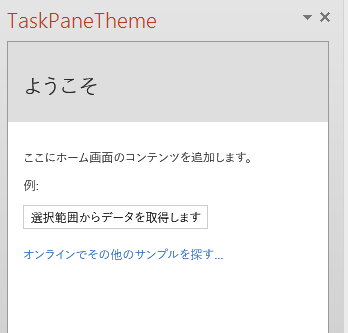 TaskPaneTheme
ようこそ
ここにホーム画面のコンテンツを追加します。
例:
選択範囲からデータを取得します
オンラインでその他のサンプルを探す...